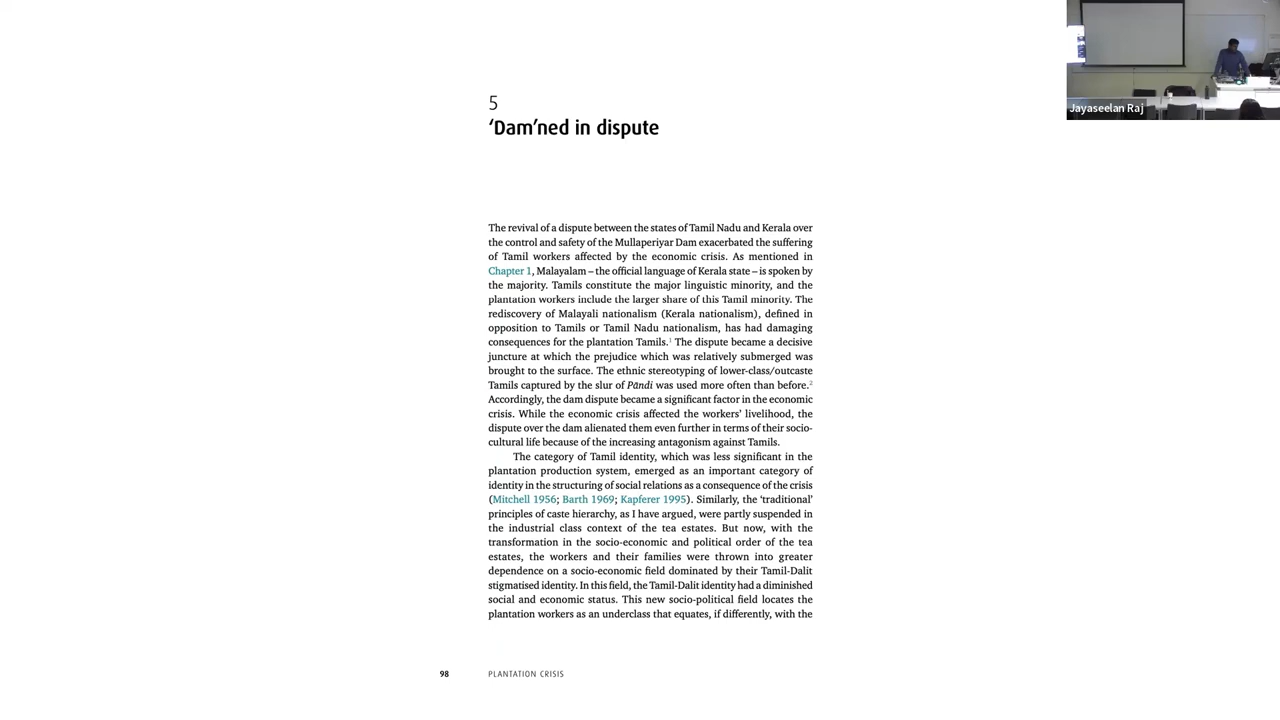 5
‘Dam’ned in dispute
The revival of a dispute between the states of Tamil Nadu and Kerala over
the control and safety of the Mullaperiyar Dam exacerbated the suffering
of Tamil workers affected by the economic crisis. As mentioned in
Chapter 1, Malayalam – the official language of Kerala state – is spoken by
the majority. Tamils constitute the major linguistic minority, and the
plantation workers include the larger share of this Tamil minority. The
rediscovery of Malayali nationalism (Kerala nationalism), defined in
opposition to Tamils or Tamil Nadu nationalism, has had damaging
consequences for the plantation Tamils.1 The dispute became a decisive
juncture at which the prejudice which was relatively submerged was
brought to the surface. The ethnic stereotyping of lower-class/outcaste
Tamils captured by the slur of Pāndi was used more often than before.2
Accordingly, the dam dispute became a significant factor in the economic
crisis. While the economic crisis affected the workers’ livelihood, the
dispute over the dam alienated them even further in terms of their socio-
cultural life because of the increasing antagonism against Tamils.
The category of Tamil identity, which was less significant in the
plantation production system, emerged as an important category of
identity in the structuring of social relations as a consequence of the crisis
(Mitchell 1956; Barth 1969; Kapferer 1995). Similarly, the ‘traditional’
principles of caste hierarchy, as I have argued, were partly suspended in
the industrial class context of the tea estates. But now, with the
transformation in the socio-economic and political order of the tea
estates, the workers and their families were thrown into greater
dependence on a socio-economic field dominated by their Tamil-Dalit
stigmatised identity. In this field, the Tamil-Dalit identity had a diminished
social and economic status. This new socio-political field locates the
plantation workers as an underclass that equates, if differently, with the
98 PLANTATION CRISIS
Jayaseelan Raj